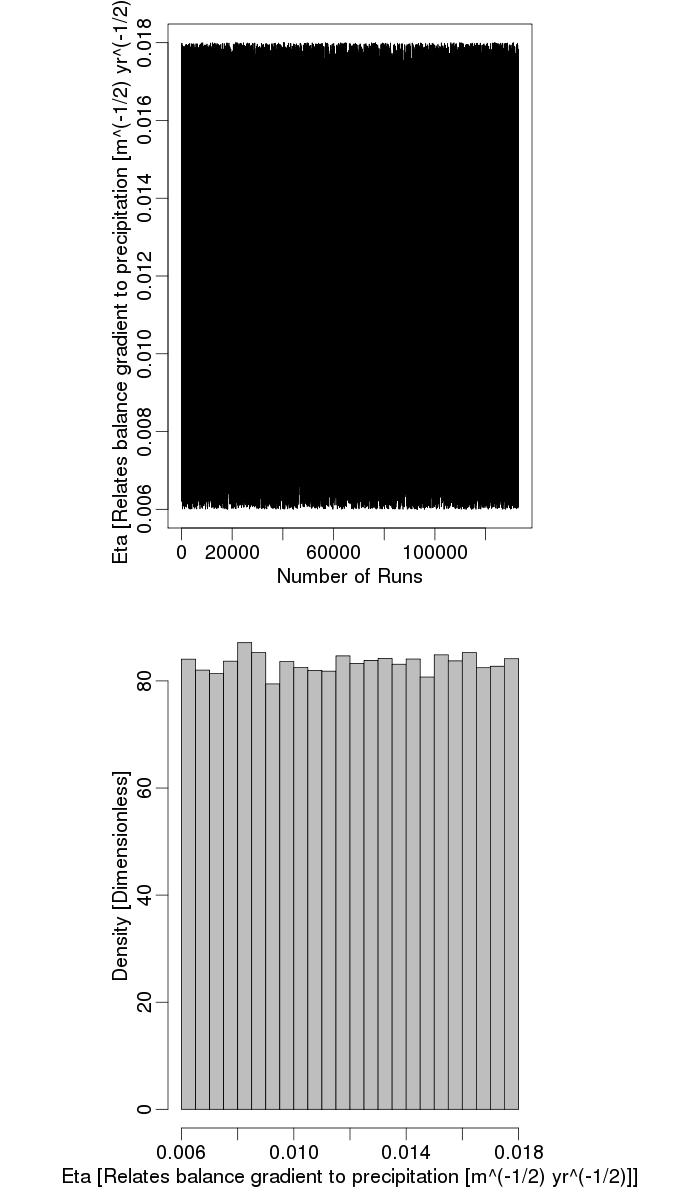 Eta [Relates balance gradient to precipitation [m^(-1/2) yr^(-1/2)
0.018
0.016
0.014
0.012
0.010
0.008
0.006
0 20000 60000 100000
Number of Runs
Density [Dimensionless]
80
60
40
20
0
0.006 0.010 0.014 0.018
Eta [Relates balance gradient to precipitation [m^(-1/2) yr^(-1/2)]]